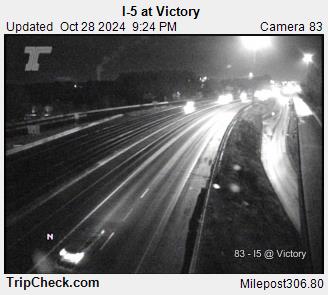 I-5 at Victory
Updated Oct 28 2024 9:24 PM Camera 83
T
N
83 - I5 @ Victory
TripCheck.com Milepost306.80